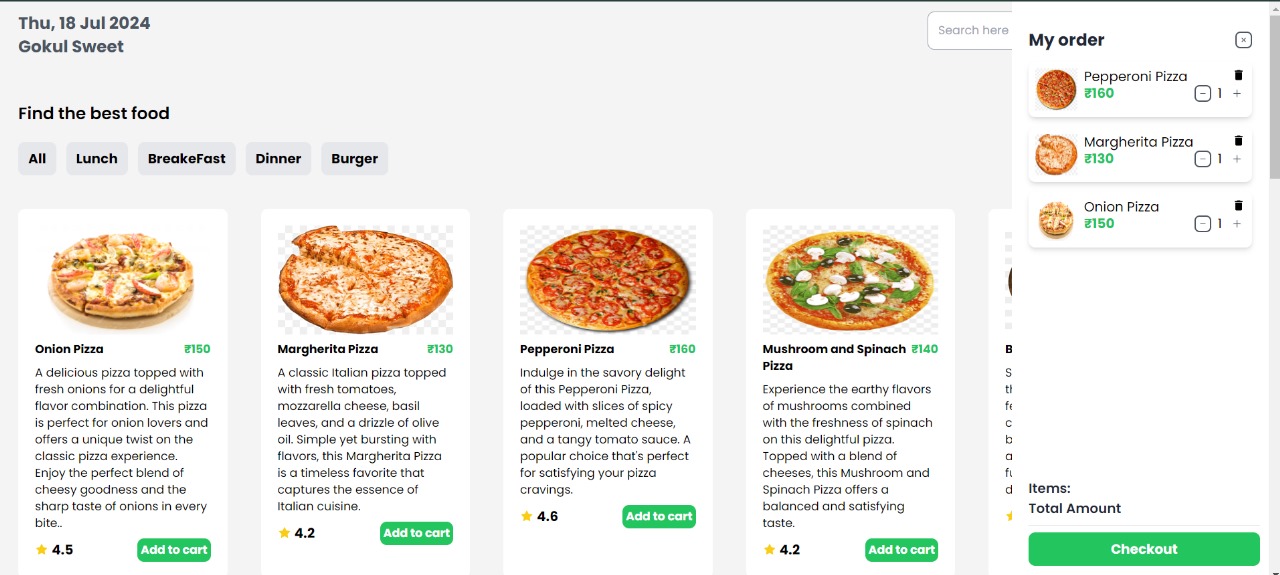 Thu, 18 Jul 2024
Gokul Sweet
Search here
Find the best food
All
Lunch
BreakeFast
Dinner
Burger
Onion Pizza ₹150
A delicious pizza topped with
fresh onions for a delightful
flavor combination. This pizza
is perfect for onion lovers and
offers a unique twist on the
classic pizza experience.
Enjoy the perfect blend of
cheesy goodness and the
sharp taste of onions in every
bite..
4.5
Add to cart
Margherita Pizza ₹130
A classic Italian pizza topped
with fresh tomatoes,
mozzarella cheese, basil
leaves, and a drizzle of olive
oil. Simple yet bursting with
flavors, this Margherita Pizza
is a timeless favorite that
captures the essence of
Italian cuisine.
4.2
Add to cart
Pepperoni Pizza ₹160
Indulge in the savory delight
of this Pepperoni Pizza,
loaded with slices of spicy
pepperoni, melted cheese,
and a tangy tomato sauce. A
popular choice that's perfect
for satisfying your pizza
cravings.
4.6
Add to cart
Mushroom and Spinach ₹140
Pizza
Experience the earthy flavors
of mushrooms combined
with the freshness of spinach
on this delightful pizza.
Topped with a blend of
cheeses, this Mushroom and
Spinach Pizza offers a
balanced and satisfying
taste.
4.2
Add to cart
My order
Pepperoni Pizza
₹160
1
Margherita Pizza
₹130
1
Onion Pizza
₹150
1
Items:
Total Amount
Checkout